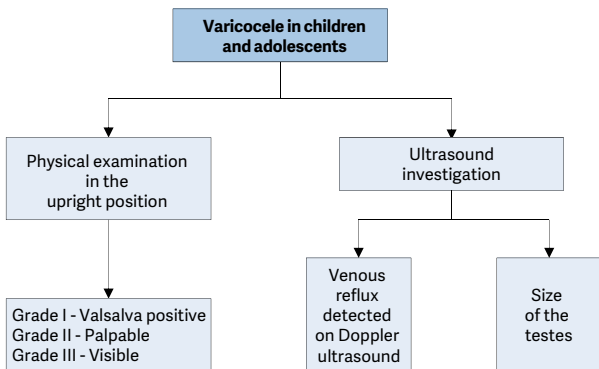 Varicocele in children
and adolescents
Physical examination
in the
upright position
Ultrasound
investigation
Grade I - Valsalva positive
Grade II - Palpable
Grade III - Visible
Venous
reflux
detected
on Doppler
ultrasound
Size
of the
testes